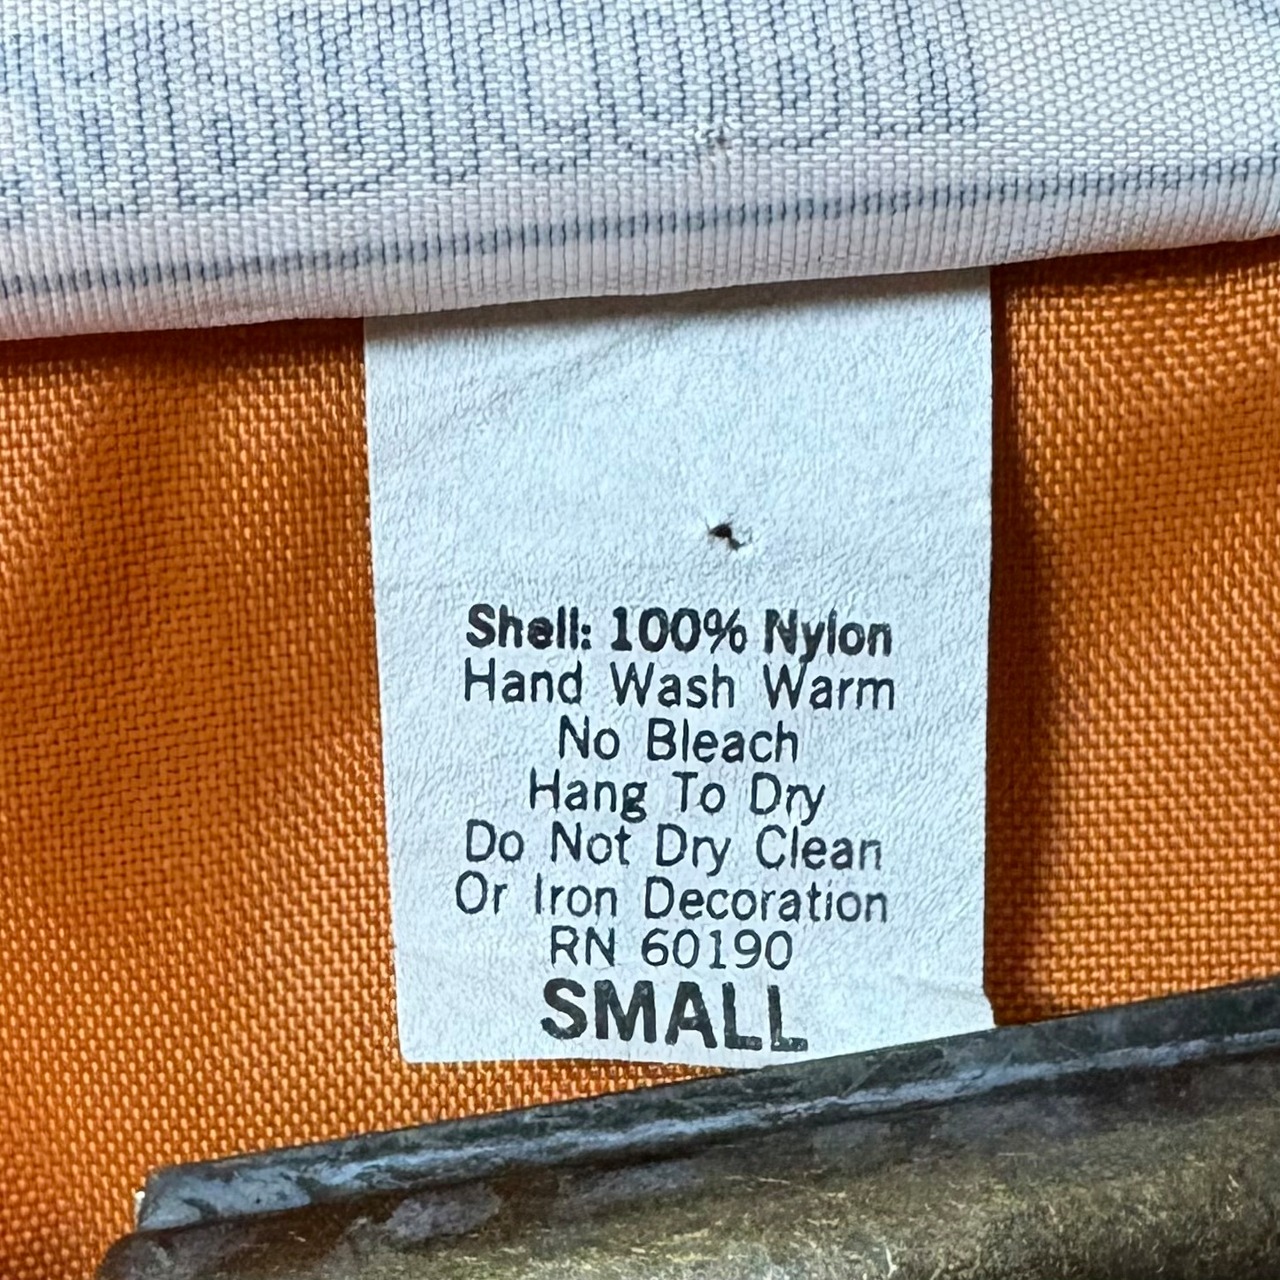 Shell: 100% Nylon
Hand Wash Warm
No Bleach
Hang To Dry
Do Not Dry Clean
Or Iron Decoration
RN 60190
SMALL